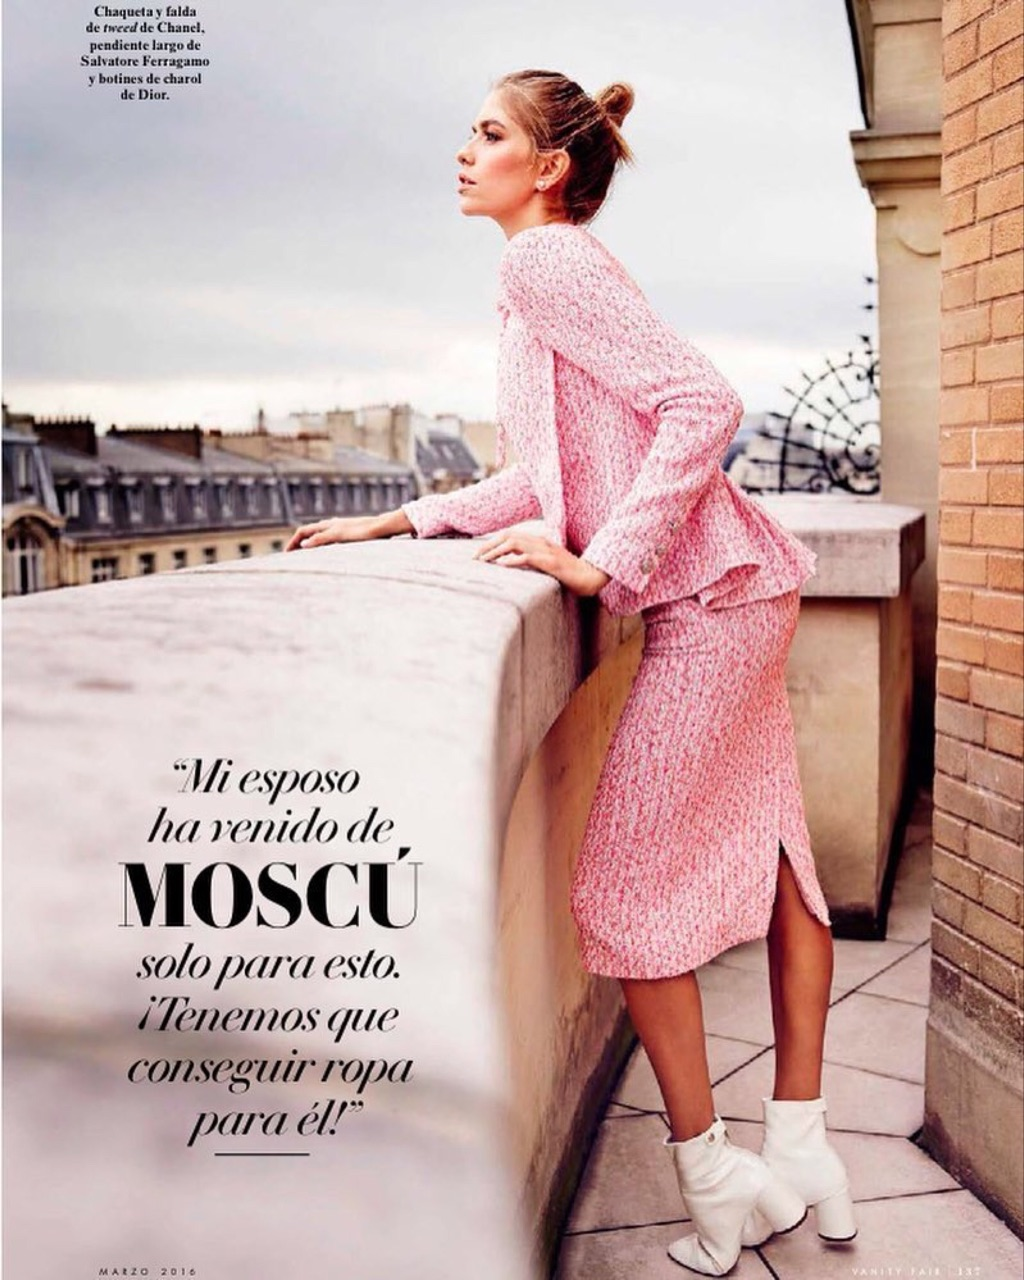 Chaqueta y falda
de tweed de Chanel,
pendiente largo de
Salvatore Ferragamo
y botines de charol
de Dior.
“Mi esposo
ha venido de
MOSCÚ
solo para esto.
¡Tenemos que
conseguir ropa
para él!”
MARZO 2016
VANITY FAIR | 137